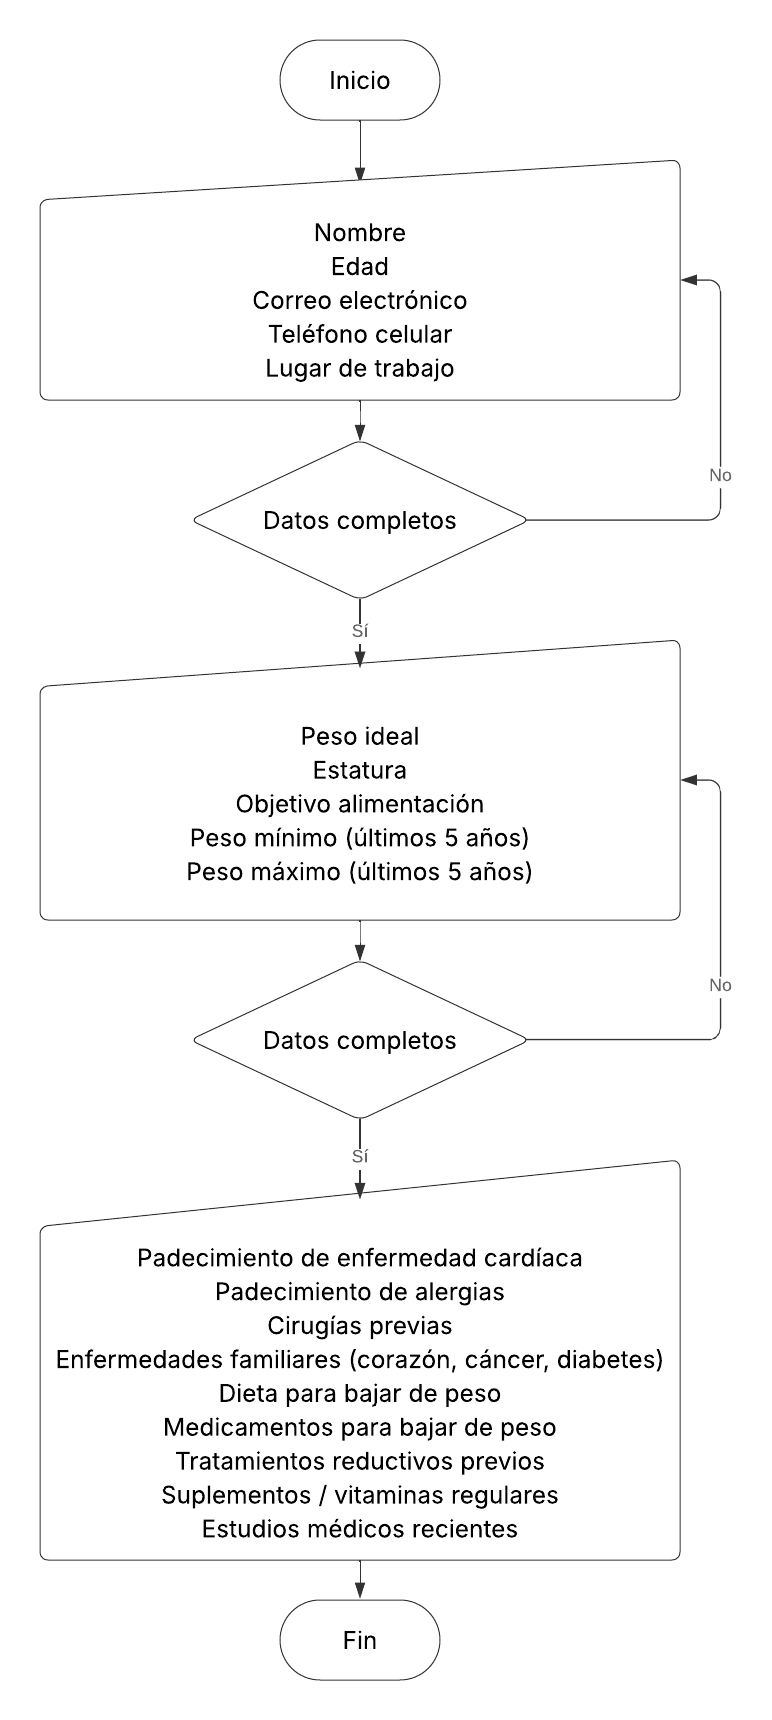 Inicio
Nombre
Edad
Correo electrónico
Teléfono celular
Lugar de trabajo
No
Datos completos
Sí
Peso ideal
Estatura
Objetivo alimentación
Peso mínimo (últimos 5 años)
Peso máximo (últimos 5 años)
No
Datos completos
Sí
Padecimiento de enfermedad cardíaca
Padecimiento de alergias
Cirugías previas
Enfermedades familiares (corazón, cáncer, diabetes)
Dieta para bajar de peso
Medicamentos para bajar de peso
Tratamientos reductivos previos
Suplementos / vitaminas regulares
Estudios médicos recientes
Fin